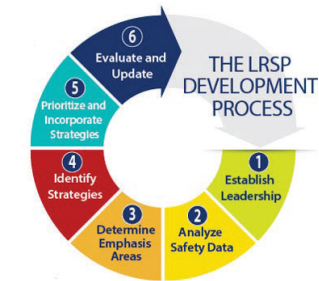 THE LRSP
DEVELOPMENT
PROCESS
1
Establish
Leadership
2
Analyze
Safety Data
3
Determine
Emphasis
Areas
4
Identify
Strategies
5
Prioritize and
Incorporate
Strategies
6
Evaluate and
Update